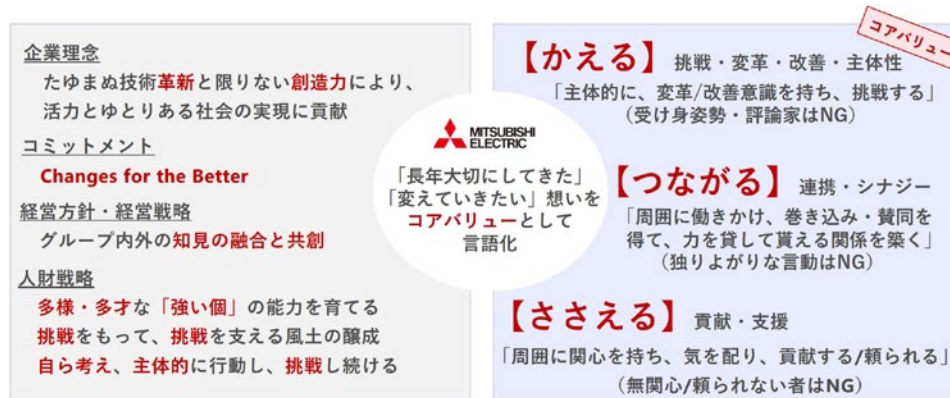 企業理念
たゆまぬ技術革新と限りない創造力により、
活力とゆとりある社会の実現に貢献
コミットメント
Changes for the Better
経営方針・経営戦略
グループ内外の知見の融合と共創
人財戦略
多様・多才な「強い個」の能力を育てる
挑戦をもって、挑戦を支える風土の醸成
自ら考え、主体的に行動し、挑戦し続ける
MITSUBISHI
ELECTRIC
「長年大切にしてきた」
「変えていきたい」想いを
コアバリューとして
言語化
コアバリュー
【かえる】 挑戦・変革・改善・主体性
「主体的に、変革/改善意識を持ち、挑戦する」
(受け身姿勢・評論家はNG)
【つながる】 連携・シナジー
「周囲に働きかけ、巻き込み・賛同を
得て、力を貸して貰える関係を築く」
(独りよがりな言動はNG)
【ささえる】 貢献・支援
「周囲に関心を持ち、気を配り、貢献する/頼られる」
(無関心/頼られない者はNG)